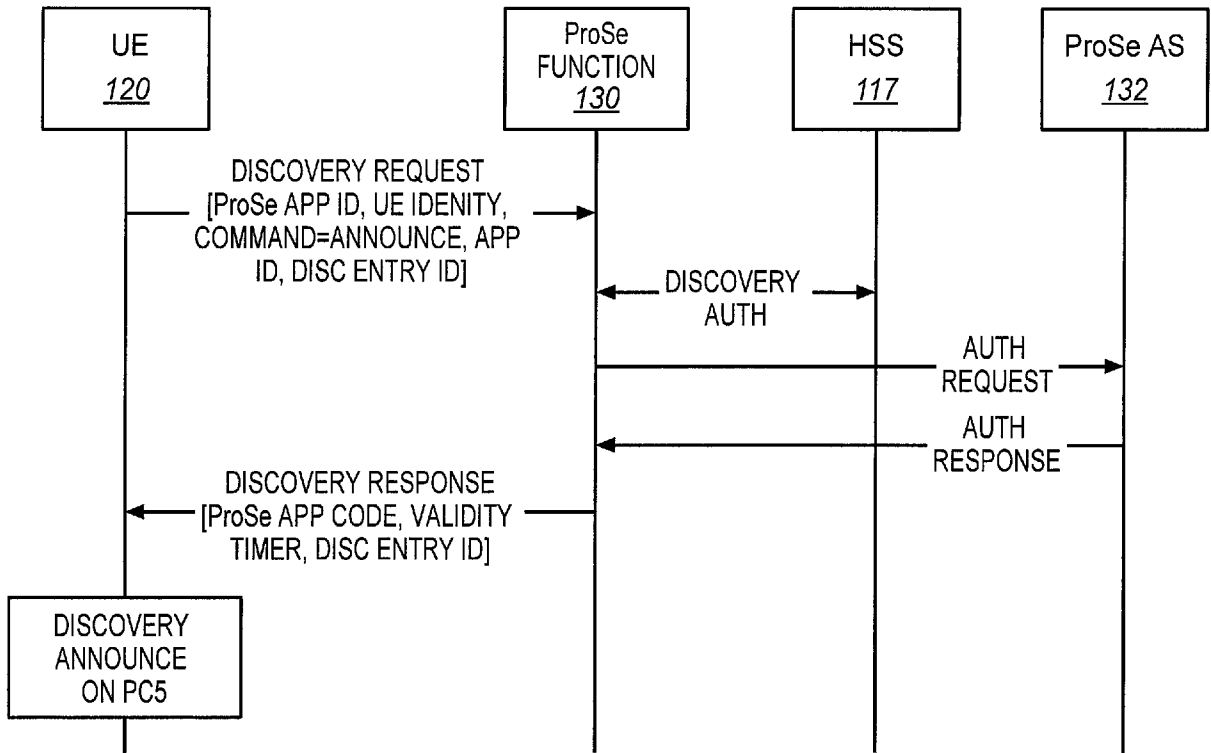 UE
120
ProSe
FUNCTION
130
HSS
117
ProSe AS
132
DISCOVERY REQUEST
[ProSe APP ID, UE IDENITY,
COMMAND=ANNOUNCE, APP
ID, DISC ENTRY ID]
DISCOVERY
AUTH
AUTH
REQUEST
AUTH
RESPONSE
DISCOVERY RESPONSE
[ProSe APP CODE, VALIDITY
TIMER, DISC ENTRY ID]
DISCOVERY
ANNOUNCE
ON PC5